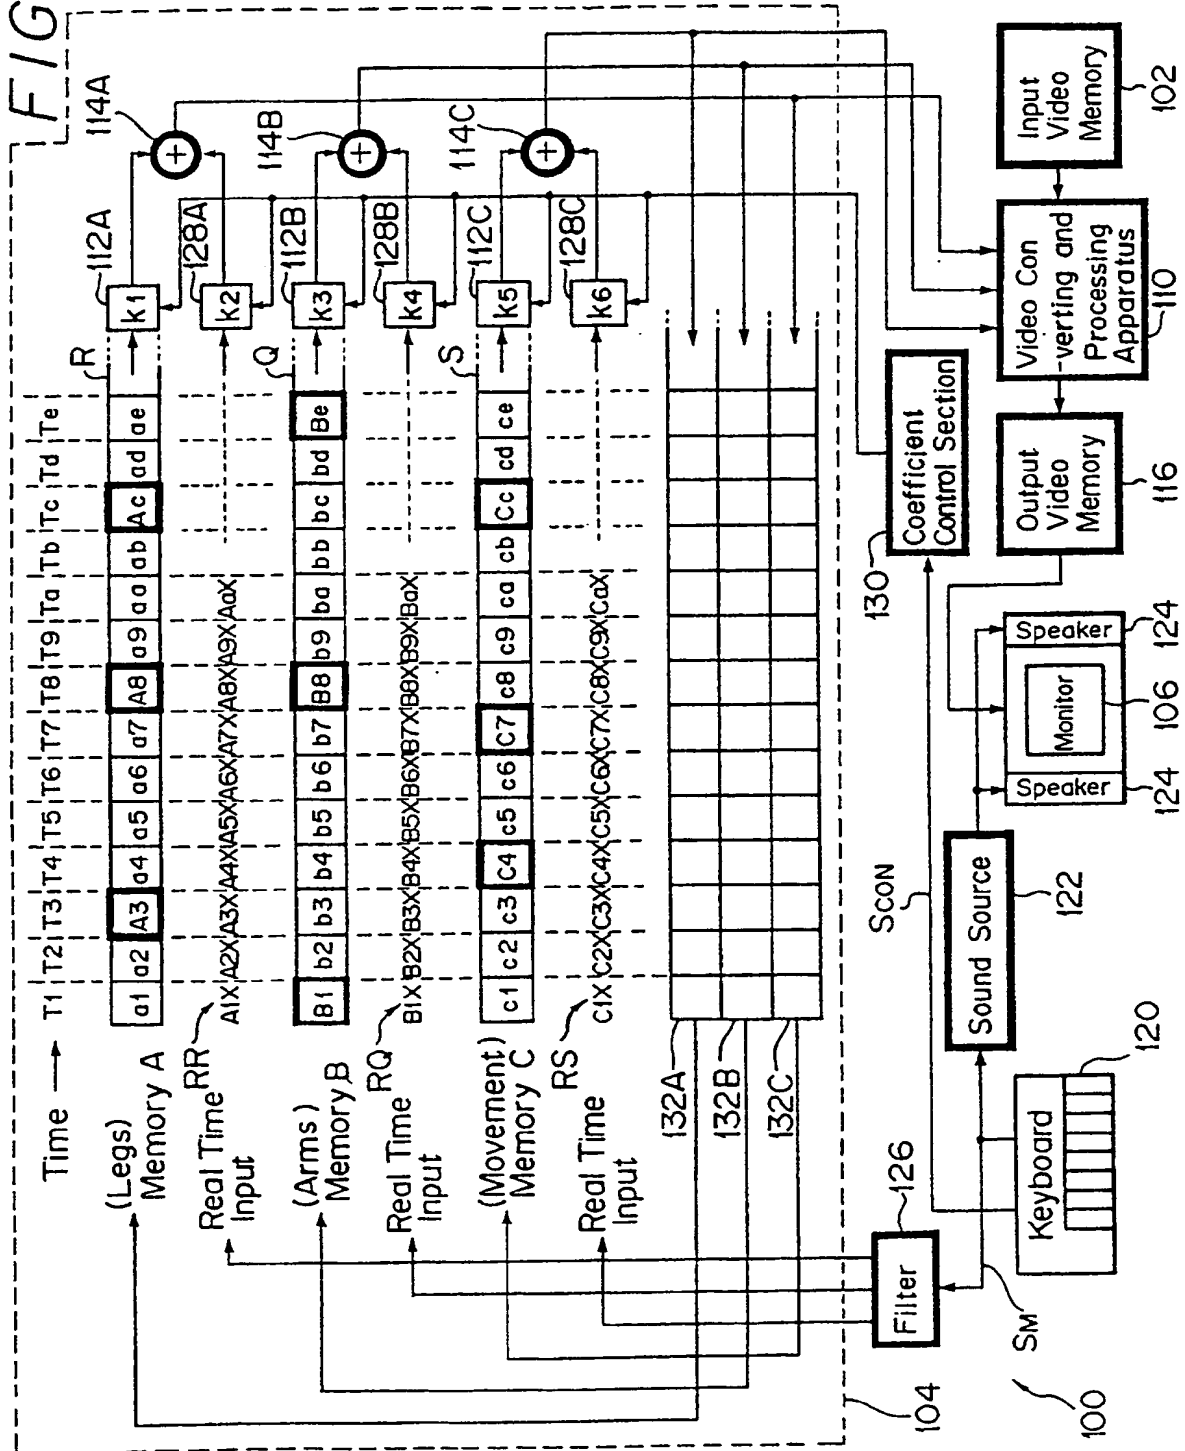 FIG
Time
T1 T2 T3 T4 T5 T6 T7 T8 T9 Ta Tb Tc Td Te
(Legs)
Memory A
a1 a2 A3 a4 a5 a6 a7 A8 a9 aa ab Ac ad ae
R
k1
112A
114A
+
Real Time
Input
RR
A1X A2X A3X A4X A5X A6X A7X A8X A9X AaX
k2
128A
(Arms)
Memory B
B1 b2 b3 b4 b5 b6 b7 B8 b9 ba bb bc bd Be
Q
k3
112B
114B
+
Real Time
Input
RQ
B1X B2X B3X B4X B5X B6X B7X B8X B9X BaX
k4
128B
(Movement)
Memory C
c1 c2 c3 C4 c5 c6 C7 c8 c9 ca cb Cc cd ce
S
k5
112C
114C
+
Real Time
Input
RS
C1X C2X C3X C4X C5X C6X C7X C8X C9X CaX
k6
128C
132A
132B
132C
104
100
Filter
126
SM
Keyboard
120
Sound Source
122
SCON
Speaker
Monitor
Speaker
124
106
124
Coefficient
Control Section
130
Output
Video
Memory
116
Video Con
-verting and
Processing
Apparatus
110
Input
Video
Memory
102